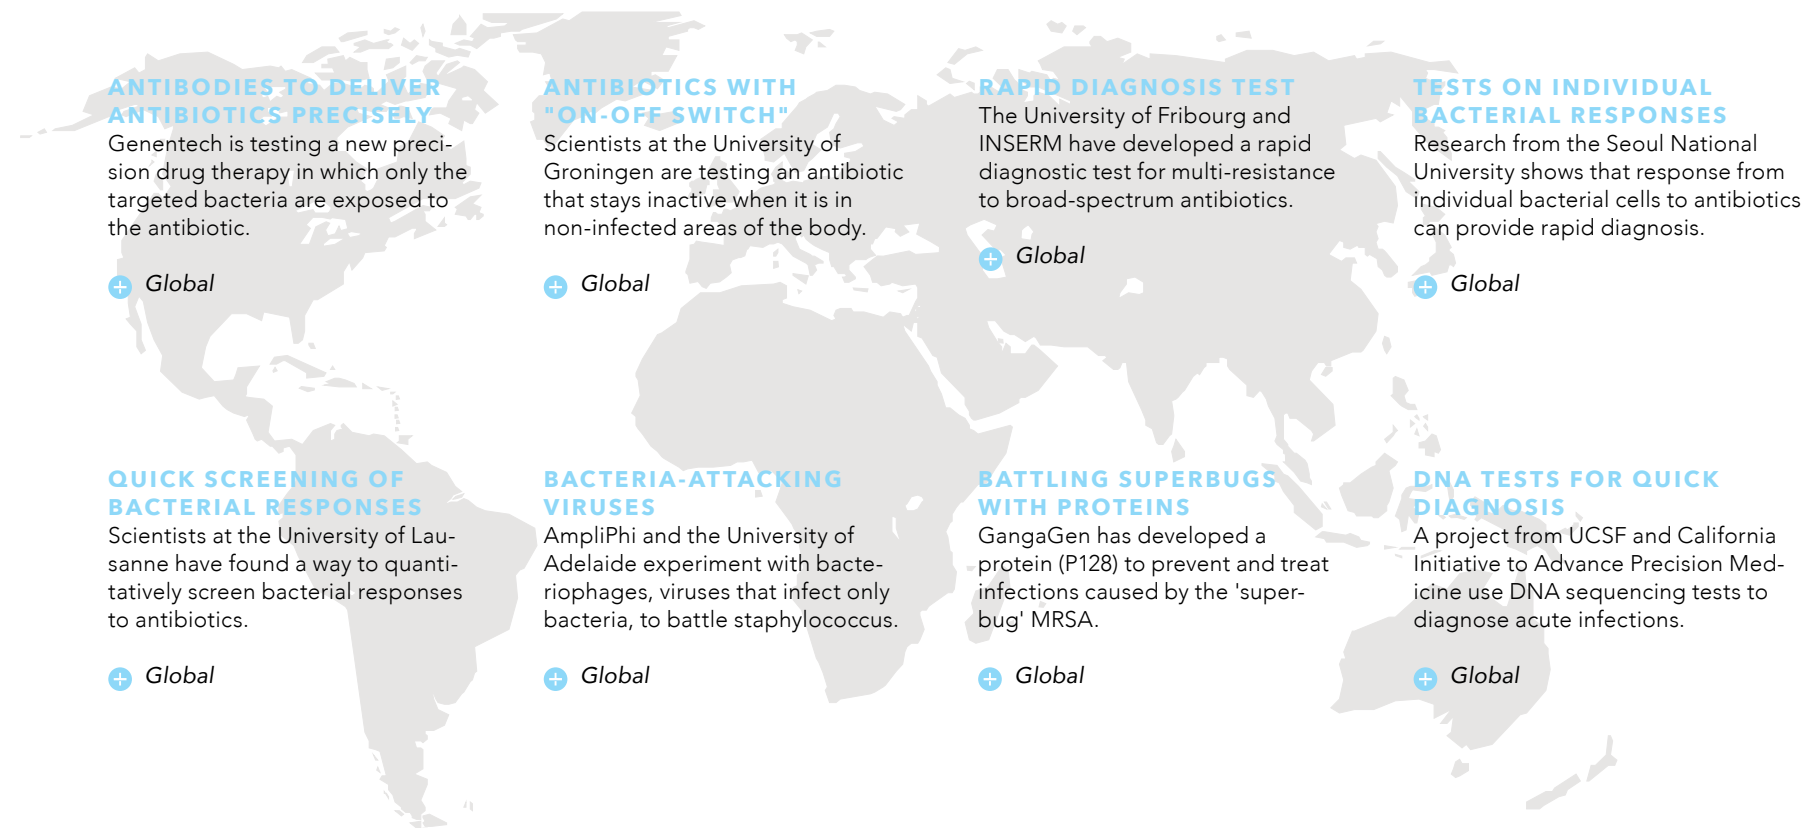 ANTIBODIES TO DELIVER
ANTIBIOTICS PRECISELY
Genentech is testing a new preci-
sion drug therapy in which only the
targeted bacteria are exposed to
the antibiotic.
Global
ANTIBIOTICS WITH
"ON-OFF SWITCH"
Scientists at the University of
Groningen are testing an antibiotic
that stays inactive when it is in
non-infected areas of the body.
Global
RAPID DIAGNOSIS TEST
The University of Fribourg and
INSERM have developed a rapid
diagnostic test for multi-resistance
to broad-spectrum antibiotics.
Global
TESTS ON INDIVIDUAL
BACTERIAL RESPONSES
Research from the Seoul National
University shows that response from
individual bacterial cells to antibiotics
can provide rapid diagnosis.
Global
QUICK SCREENING OF
BACTERIAL RESPONSES
Scientists at the University of Lau-
sanne have found a way to quanti-
tatively screen bacterial responses
to antibiotics.
Global
BACTERIA-ATTACKING
VIRUSES
AmpliPhi and the University of
Adelaide experiment with bacte-
riophages, viruses that infect only
bacteria, to battle staphylococcus.
Global
BATTLING SUPERBUGS
WITH PROTEINS
GangaGen has developed a
protein (P128) to prevent and treat
infections caused by the 'super-
bug' MRSA.
Global
DNA TESTS FOR QUICK
DIAGNOSIS
A project from UCSF and California
Initiative to Advance Precision Med-
icine use DNA sequencing tests to
diagnose acute infections.
Global